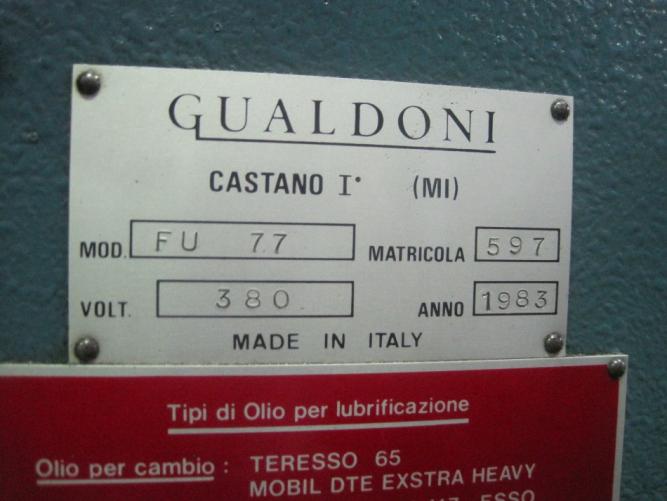 GUALDONI
CASTANO I° (MI)
MOD. FU 77 MATRICOLA 597
VOLT. 380 ANNO 1983
MADE IN ITALY
Tipi di Olio per lubrificazione
Olio per cambio : TERESSO 65
MOBIL DTE EXSTRA HEAVY
ESSO